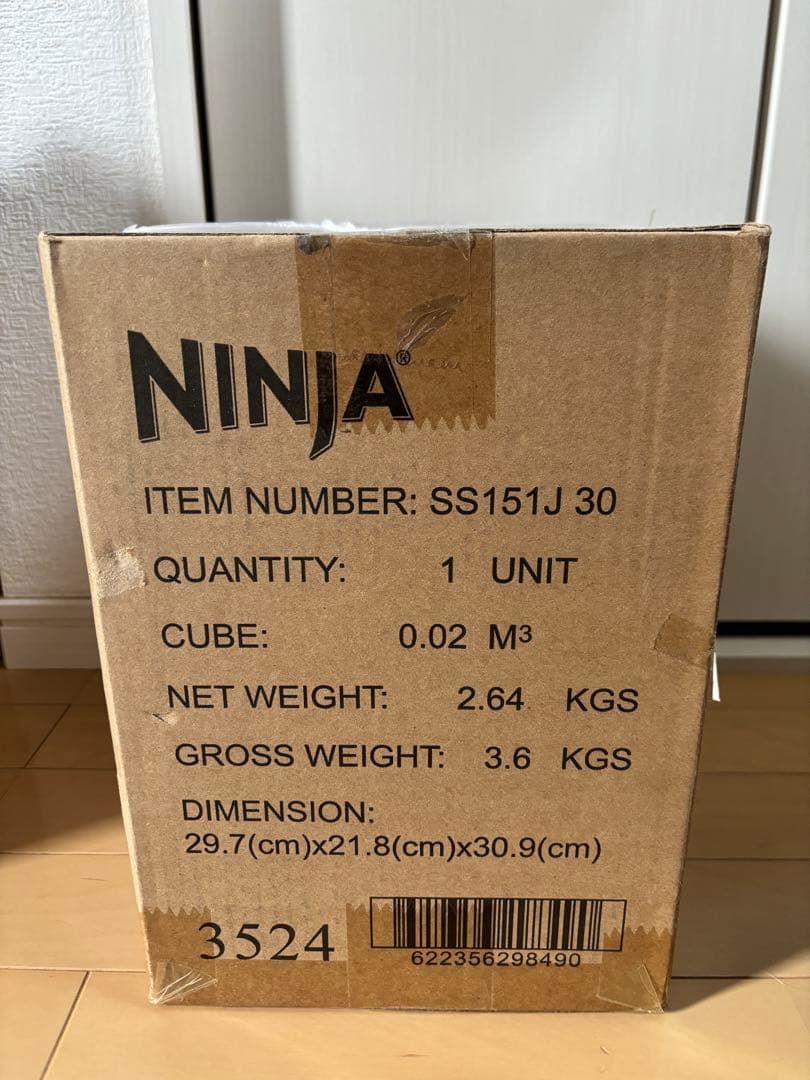 NINJA®
ITEM NUMBER: SS151J 30
QUANTITY: 1 UNIT
CUBE: 0.02 M³
NET WEIGHT: 2.64 KGS
GROSS WEIGHT: 3.6 KGS
DIMENSION:
29.7(cm)x21.8(cm)x30.9(cm)
3524
622356298490